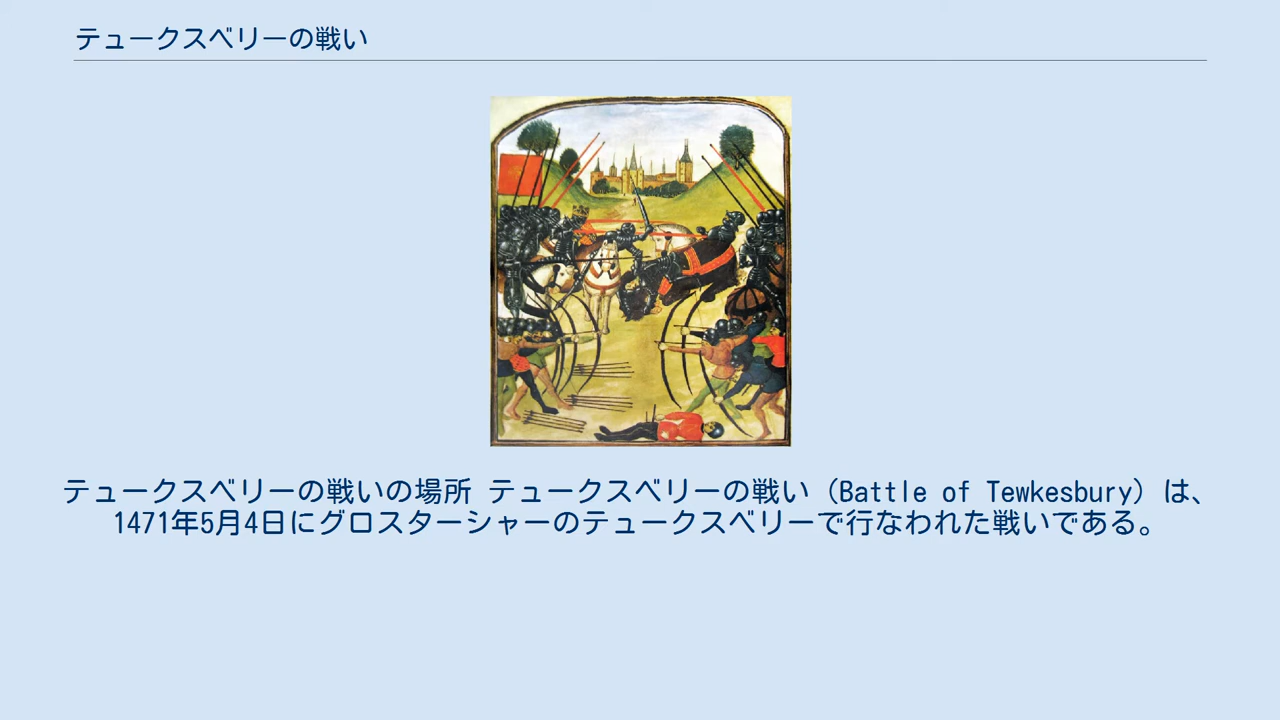 テュークスベリーの戦い
テュークスベリーの戦いの場所 テュークスベリーの戦い（Battle of Tewkesbury）は、
1471年5月4日にグロスターシャーのテュークスベリーで行なわれた戦いである。